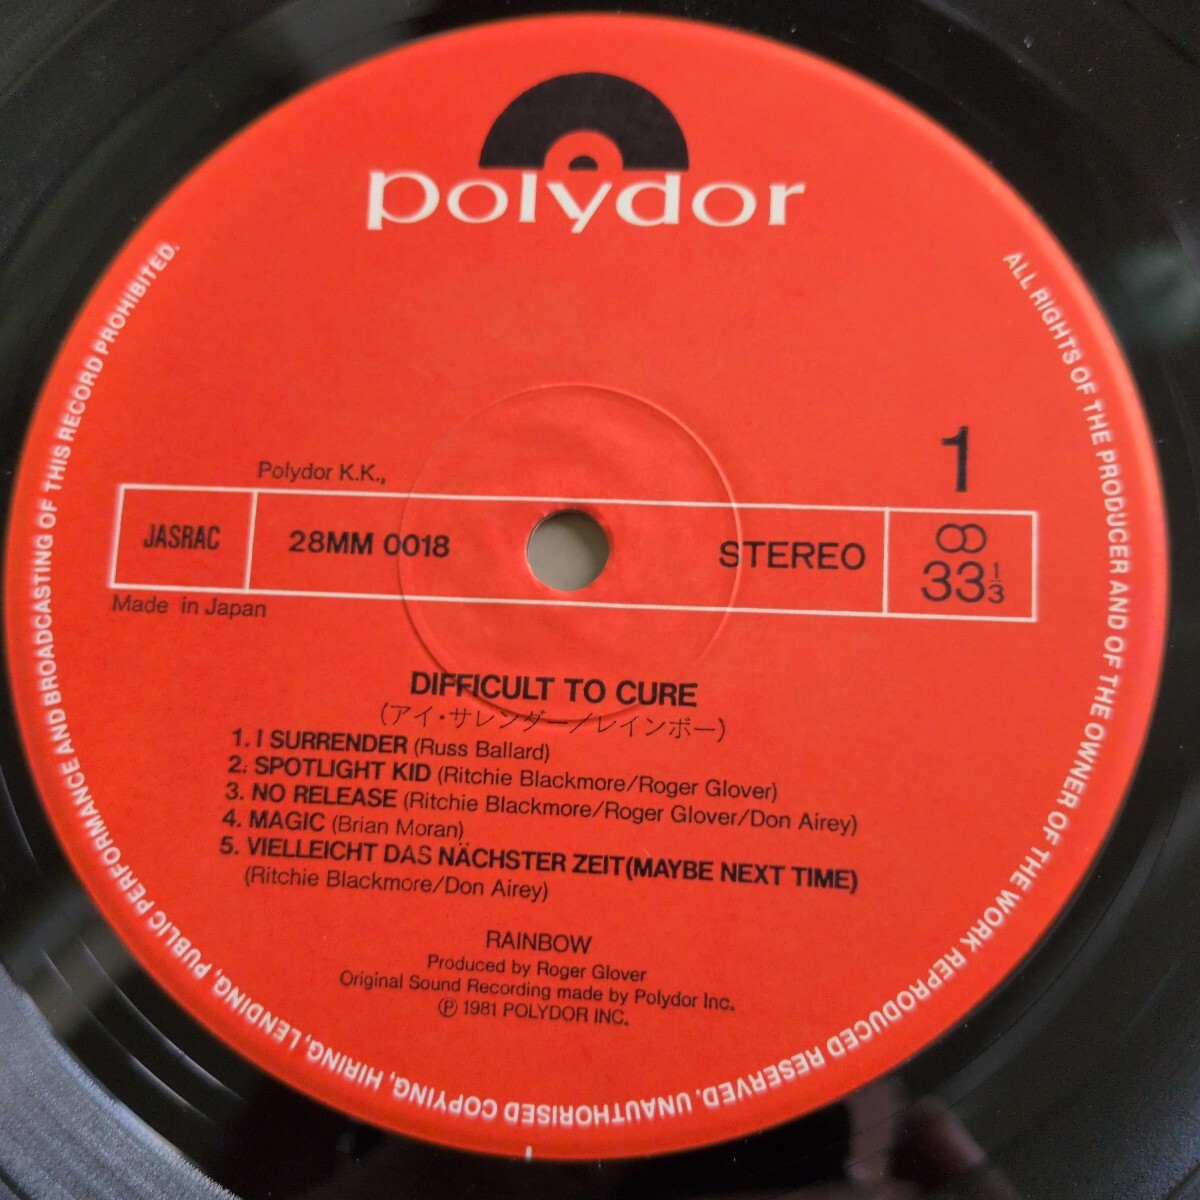 polydor
ALL RIGHTS OF THE PRODUCER AND OF THE OWNER OF THE WORK REPRODUCED RESERVED. UNAUTHORISED COPYING, HIRING, LENDING, PUBLIC PERFORMANCE AND BROADCASTING OF THIS RECORD PROHIBITED.
1
Polydor K.K.,
JASRAC 28MM 0018 STEREO 33 1/3
Made in Japan
DIFFICULT TO CURE
(アイ・サレンダー/レインボー)
1. I SURRENDER (Russ Ballard)
2. SPOTLIGHT KID (Ritchie Blackmore/Roger Glover)
3. NO RELEASE (Ritchie Blackmore/Roger Glover/Don Airey)
4. MAGIC (Brian Moran)
5. VIELLEICHT DAS NÄCHSTER ZEIT(MAYBE NEXT TIME)
(Ritchie Blackmore/Don Airey)
RAINBOW
Produced by Roger Glover
Original Sound Recording made by Polydor Inc.
℗ 1981 POLYDOR INC.